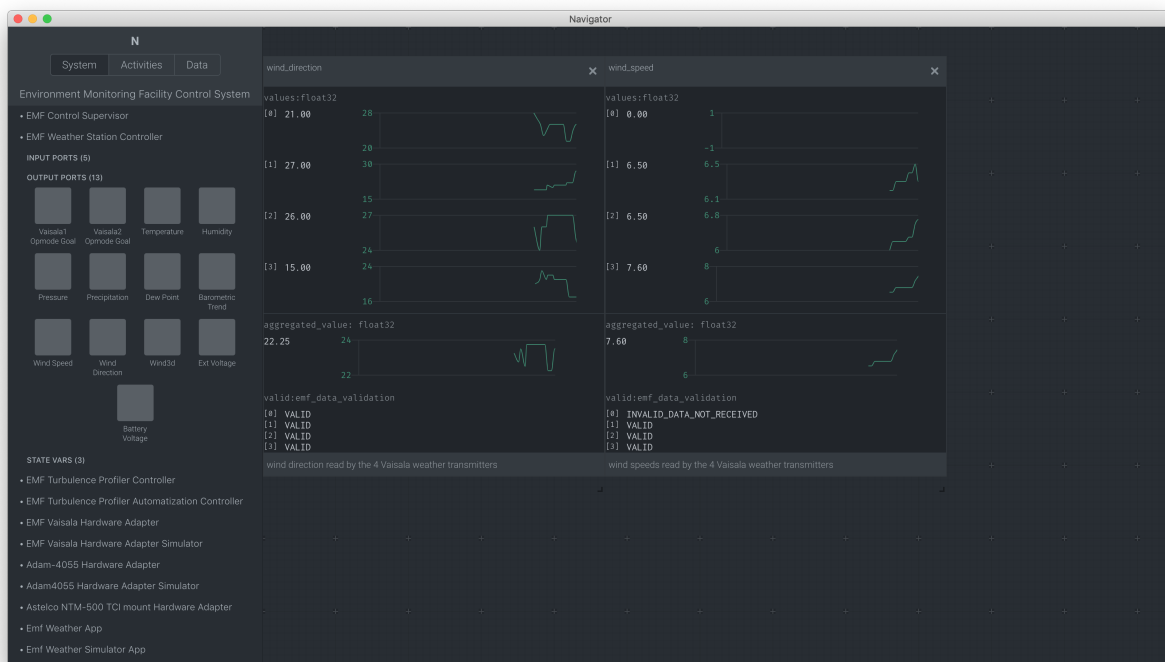 Navigator
N
System Activities Data
Environment Monitoring Facility Control System
• EMF Control Supervisor
• EMF Weather Station Controller
INPUT PORTS (5)
OUTPUT PORTS (13)
Vaisala1 Opmode Goal
Vaisala2 Opmode Goal
Temperature
Humidity
Pressure
Precipitation
Dew Point
Barometric Trend
Wind Speed
Wind Direction
Wind3d
Ext Voltage
Battery Voltage
STATE VARS (3)
• EMF Turbulence Profiler Controller
• EMF Turbulence Profiler Automatization Controller
• EMF Vaisala Hardware Adapter
• EMF Vaisala Hardware Adapter Simulator
• Adam-4055 Hardware Adapter
• Adam4055 Hardware Adapter Simulator
• Astelco NTM-500 TCI mount Hardware Adapter
• Emf Weather App
• Emf Weather Simulator App
wind_direction ×
values:float32
[0] 21.00 28
20
[1] 27.00 30
15
[2] 26.00 27
24
[3] 15.00 24
16
aggregated_value: float32
22.25 24
22
valid:emf_data_validation
[0] VALID
[1] VALID
[2] VALID
[3] VALID
wind direction read by the 4 Vaisala weather transmitters
wind_speed ×
values:float32
[0] 0.00 1
-1
[1] 6.50 6.5
6.1
[2] 6.50 6.8
6
[3] 7.60 8
6
aggregated_value: float32
7.60 8
6
valid:emf_data_validation
[0] INVALID_DATA_NOT_RECEIVED
[1] VALID
[2] VALID
[3] VALID
wind speeds read by the 4 Vaisala weather transmitters